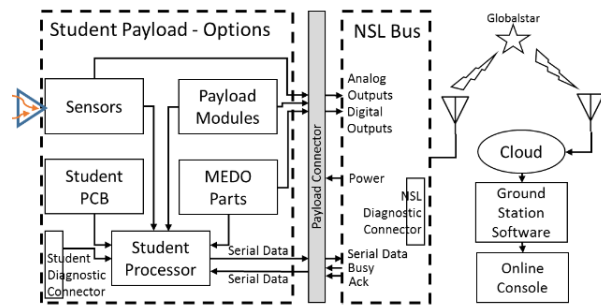 Student Payload - Options
NSL Bus
Globalstar
Sensors
Payload
Modules
Analog
Outputs
Digital
Outputs
Student
PCB
MEDO
Parts
Payload Connector
Power
NSL
Diagnostic
Connector
Cloud
Ground
Station
Software
Student
Diagnostic
Connector
Student
Processor
Serial Data
Serial Data
Serial Data
Busy
Ack
Online
Console